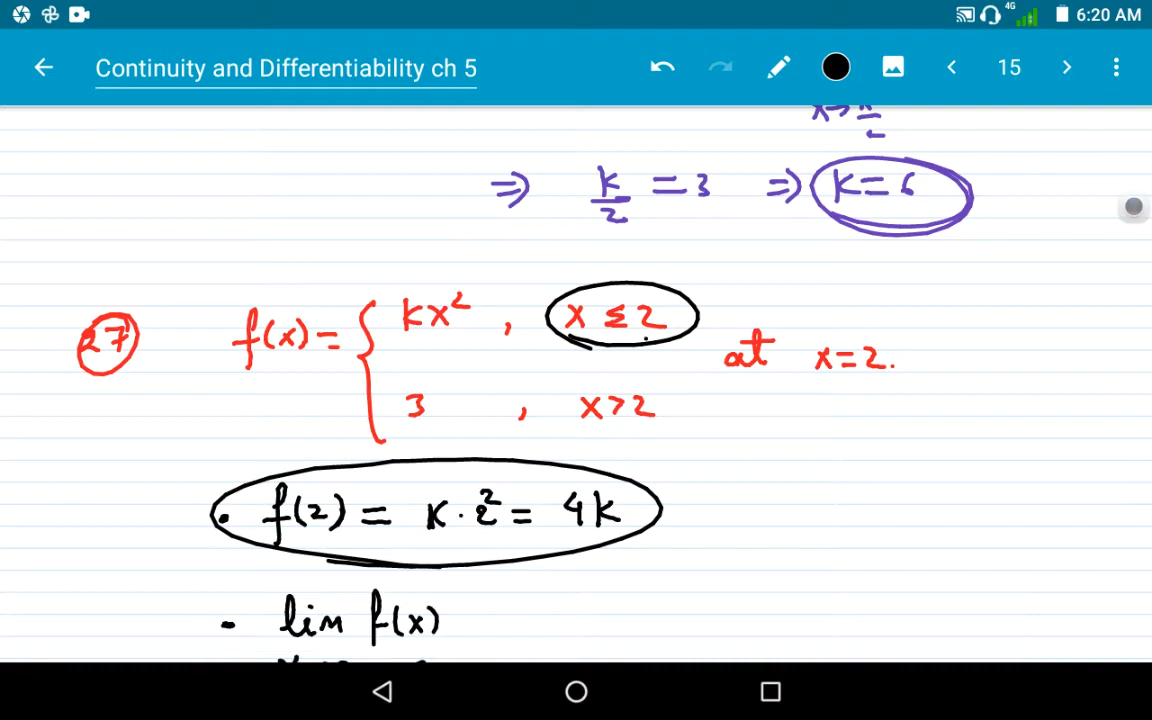 4G 6:20 AM
Continuity and Differentiability ch 5 15
x→
⇒ k/2 = 3 ⇒ k = 6
27 f(x) = { kx², x ≤ 2
at x=2.
3 , x>2
• f(2) = k · 2² = 4k
• lim f(x)